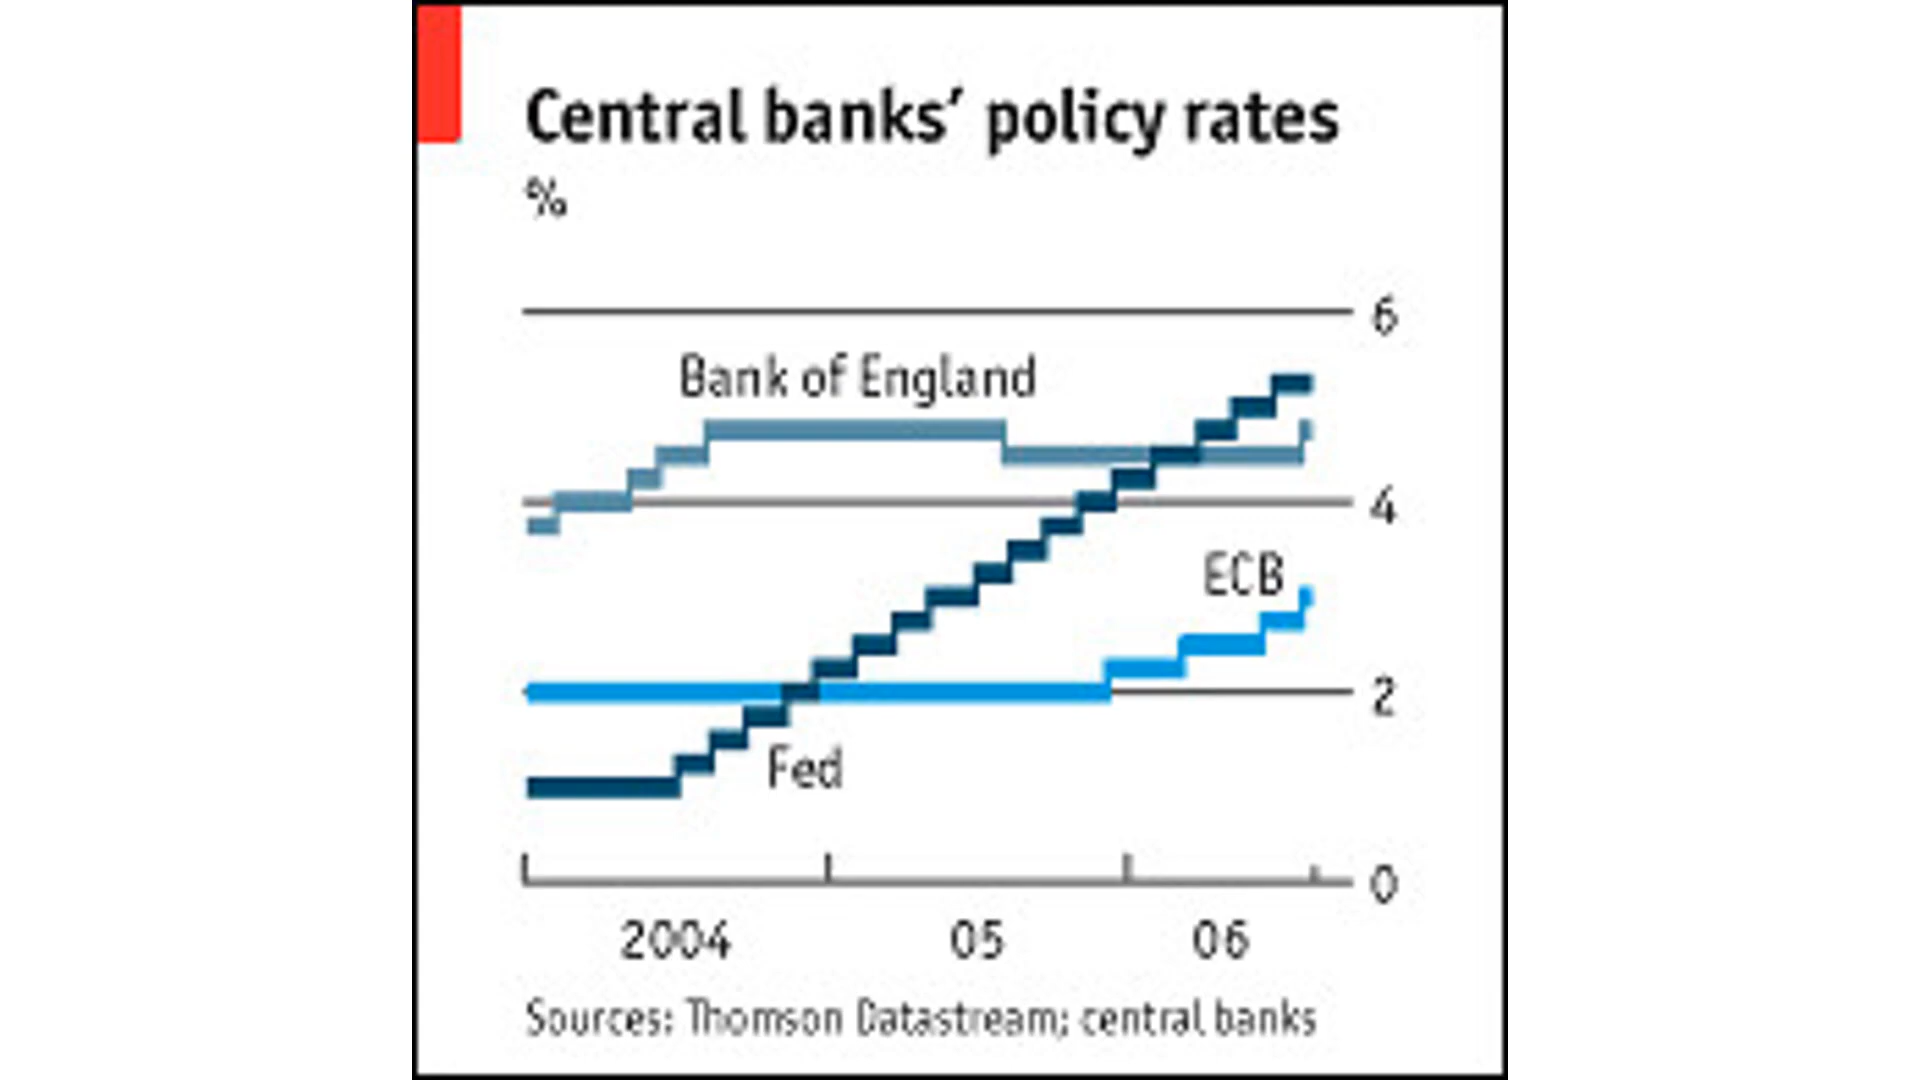 Central banks’ policy rates
%
6
Bank of England
4
ECB
2
Fed
0
2004 05 06
Sources: Thomson Datastream; central banks